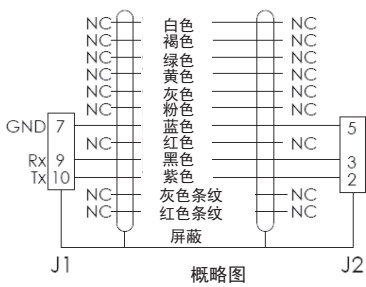 NC 白色 NC
NC 褐色 NC
NC 绿色 NC
NC 黄色 NC
NC 灰色 NC
NC 粉色 NC
GND 7 蓝色 5
NC 红色 NC
Rx 9 黑色 3
Tx 10 紫色 2
NC 灰色条纹 NC
NC 红色条纹 NC
屏蔽
J1 概略图 J2